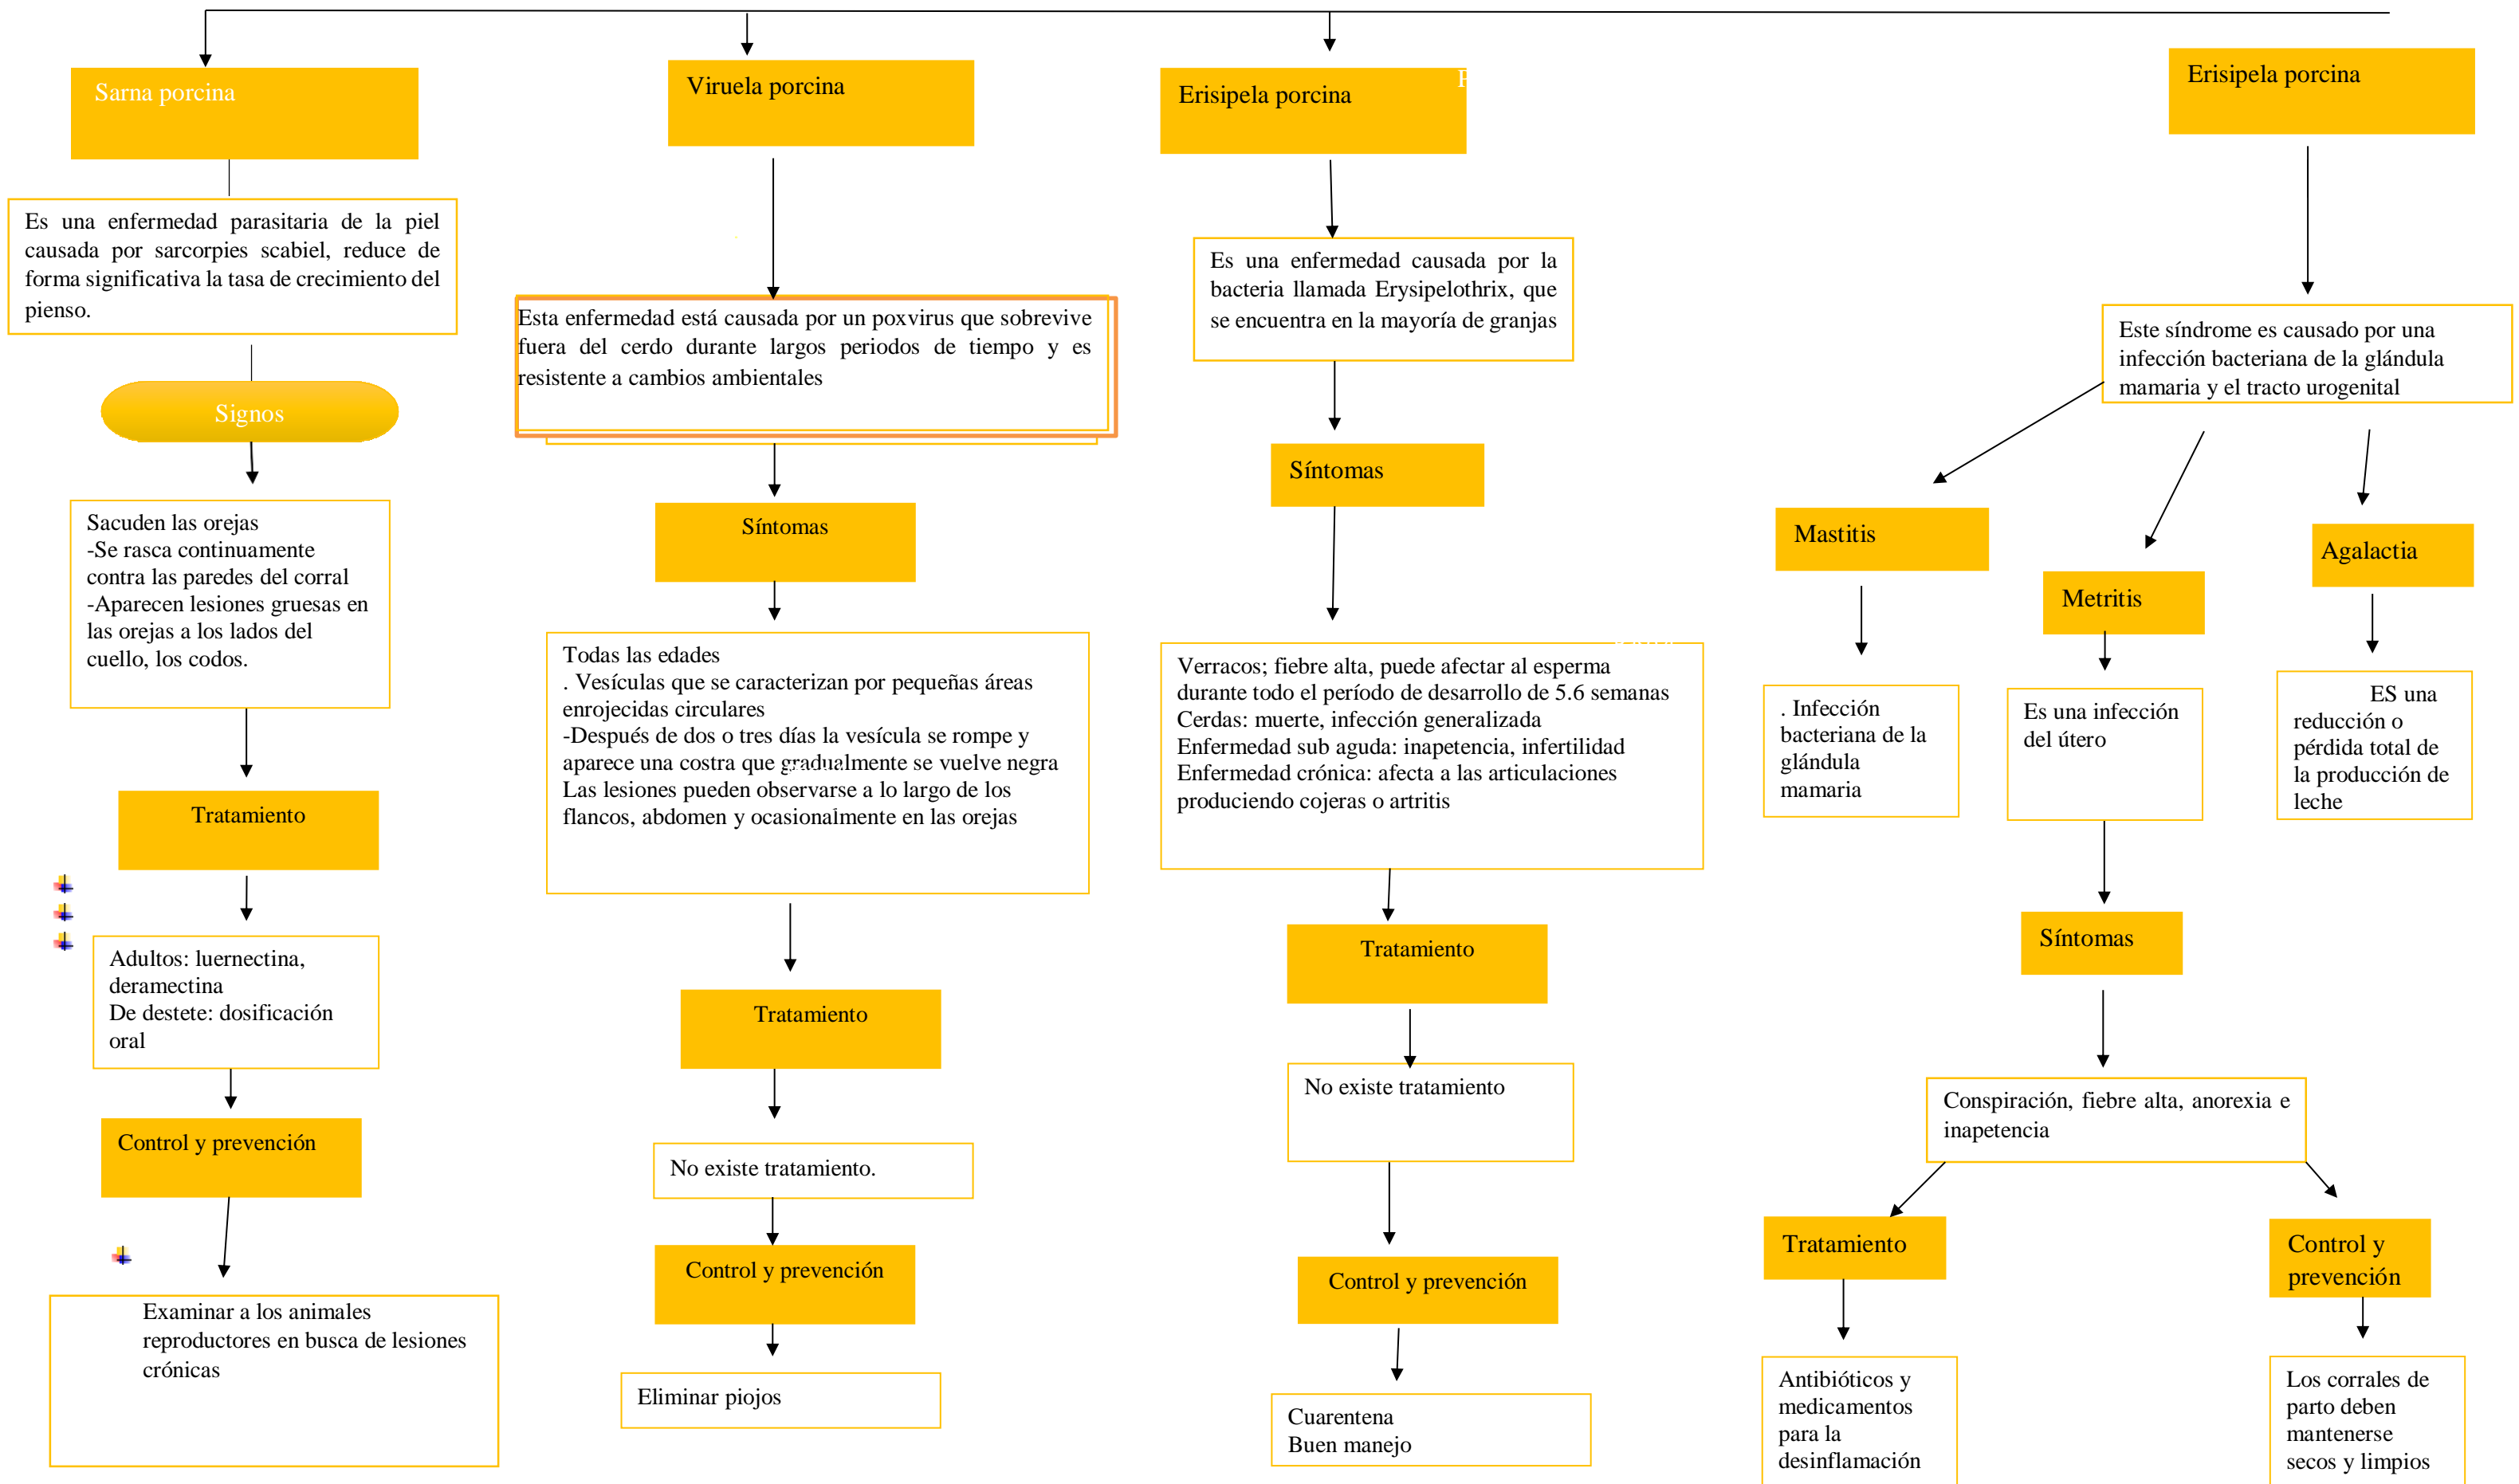 Sarna porcina
Es una enfermedad parasitaria de la piel
causada por sarcorpies scabiel, reduce de
forma significativa la tasa de crecimiento del
pienso.
Signos
Sacuden las orejas
-Se rasca continuamente
contra las paredes del corral
-Aparecen lesiones gruesas en
las orejas a los lados del
cuello, los codos.
Tratamiento
Adultos: luernectina,
deramectina
De destete: dosificación
oral
Control y prevención
Examinar a los animales
reproductores en busca de lesiones
crónicas
Viruela porcina
Esta enfermedad está causada por un poxvirus que sobrevive
fuera del cerdo durante largos periodos de tiempo y es
resistente a cambios ambientales
Síntomas
Todas las edades
. Vesículas que se caracterizan por pequeñas áreas
enrojecidas circulares
-Después de dos o tres días la vesícula se rompe y
aparece una costra que gradualmente se vuelve negra
Las lesiones pueden observarse a lo largo de los
flancos, abdomen y ocasionalmente en las orejas
Tratamiento
No existe tratamiento.
Control y prevención
Eliminar piojos
Erisipela porcina
Es una enfermedad causada por la
bacteria llamada Erysipelothrix, que
se encuentra en la mayoría de granjas
Síntomas
Verracos; fiebre alta, puede afectar al esperma
durante todo el período de desarrollo de 5.6 semanas
Cerdas: muerte, infección generalizada
Enfermedad sub aguda: inapetencia, infertilidad
Enfermedad crónica: afecta a las articulaciones
produciendo cojeras o artritis
Tratamiento
No existe tratamiento
Control y prevención
Cuarentena
Buen manejo
Erisipela porcina
Este síndrome es causado por una
infección bacteriana de la glándula
mamaria y el tracto urogenital
Mastitis
. Infección
bacteriana de la
glándula
mamaria
Metritis
Es una infección
del útero
Agalactia
ES una
reducción o
pérdida total de
la producción de
leche
Síntomas
Conspiración, fiebre alta, anorexia e
inapetencia
Tratamiento
Antibióticos y
medicamentos
para la
desinflamación
Control y
prevención
Los corrales de
parto deben
mantenerse
secos y limpios